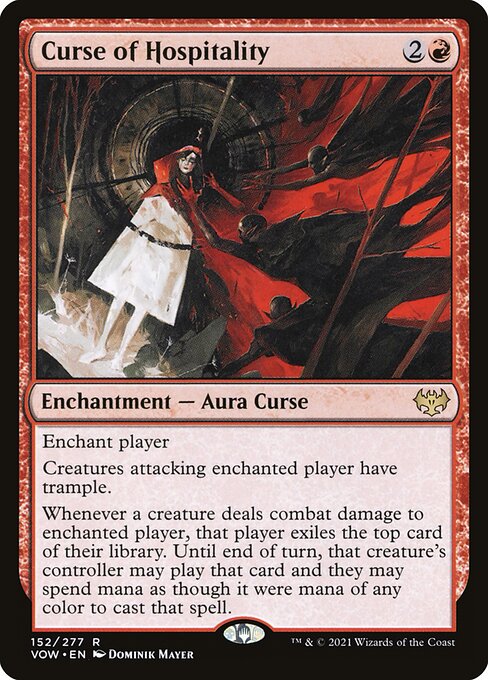 Curse of Hospitality 2
Enchantment — Aura Curse
Enchant player
Creatures attacking enchanted player have
trample.
Whenever a creature deals combat damage to
enchanted player, that player exiles the top card
of their library. Until end of turn, that creature's
controller may play that card and they may
spend mana as though it were mana of any
color to cast that spell.
152/277 R
VOW • EN DOMINIK MAYER
™ & © 2021 Wizards of the Coast